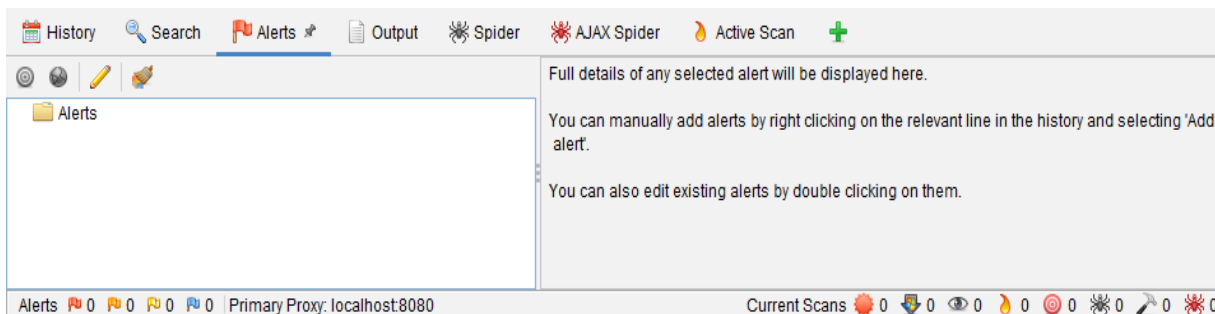 History Search Alerts Output Spider AJAX Spider Active Scan
Alerts
Full details of any selected alert will be displayed here.
You can manually add alerts by right clicking on the relevant line in the history and selecting 'Add
alert'.
You can also edit existing alerts by double clicking on them.
Alerts 0 0 0 0 Primary Proxy: localhost:8080 Current Scans 0 0 0 0 0 0 0 0